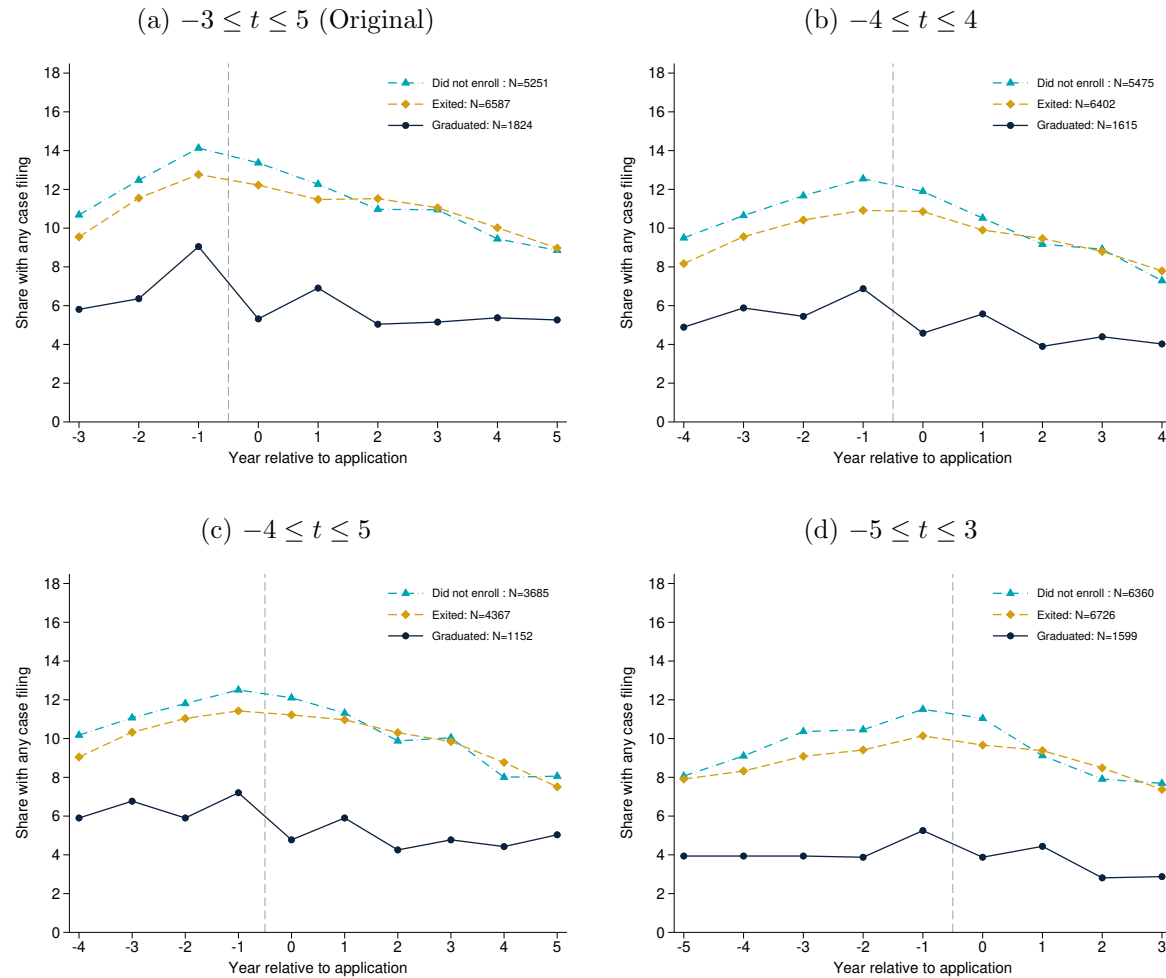 (a) −3 ≤ t ≤ 5 (Original)
Share with any case filing
18
16
14
12
10
8
6
4
2
0
Did not enroll : N=5251
Exited: N=6587
Graduated: N=1824
-3 -2 -1 0 1 2 3 4 5
Year relative to application
(b) −4 ≤ t ≤ 4
Share with any case filing
18
16
14
12
10
8
6
4
2
0
Did not enroll : N=5475
Exited: N=6402
Graduated: N=1615
-4 -3 -2 -1 0 1 2 3 4
Year relative to application
(c) −4 ≤ t ≤ 5
Share with any case filing
18
16
14
12
10
8
6
4
2
0
Did not enroll : N=3685
Exited: N=4367
Graduated: N=1152
-4 -3 -2 -1 0 1 2 3 4 5
Year relative to application
(d) −5 ≤ t ≤ 3
Share with any case filing
18
16
14
12
10
8
6
4
2
0
Did not enroll : N=6360
Exited: N=6726
Graduated: N=1599
-5 -4 -3 -2 -1 0 1 2 3
Year relative to application